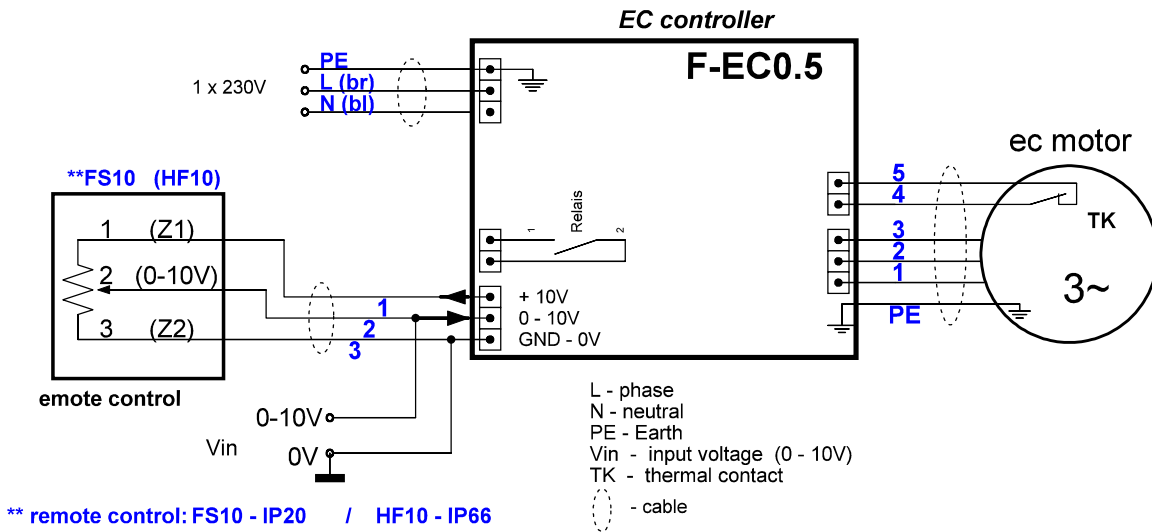 EC controller
F-EC0.5
PE
L (br)
N (bl)
1 x 230V
ec motor
**FS10 (HF10)
5
4
TK
3
2
1
3~
PE
1 (Z1)
2 (0-10V)
3 (Z2)
1
Relais
2
+ 10V
0 - 10V
GND - 0V
1
2
3
emote control
0-10V
Vin
0V
L - phase
N - neutral
PE - Earth
Vin - input voltage (0 - 10V)
TK - thermal contact
- cable
** remote control: FS10 - IP20 / HF10 - IP66